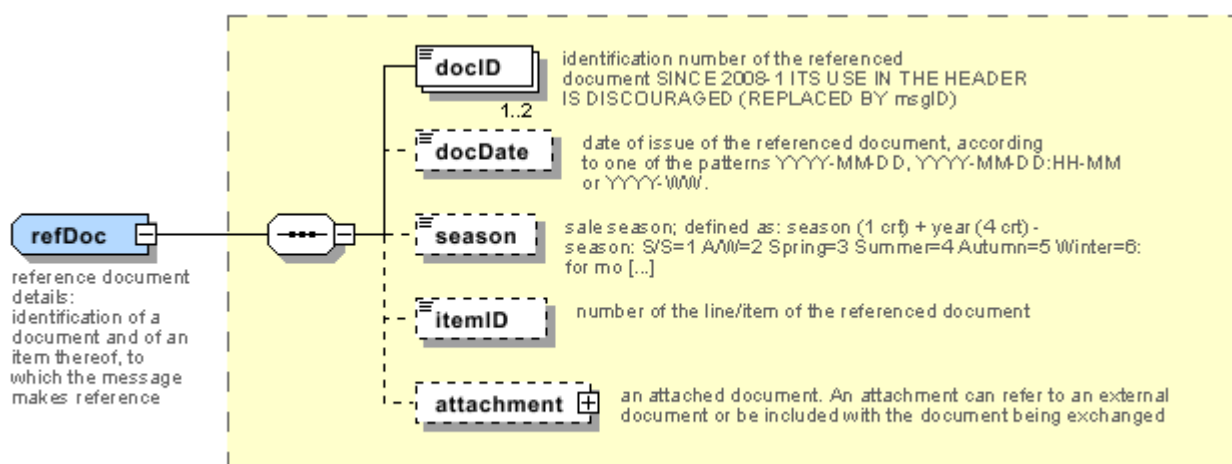 docID
1..2
identification number of the referenced
document SINCE 2008-1 ITS USE IN THE HEADER
IS DISCOURAGED (REPLACED BY msgID)
docDate
date of issue of the referenced document, according
to one of the patterns YYYY-MM-DD, YYYY-MM-DD:HH-MM
or YYYY-WW.
refDoc
reference document
details:
identification of a
document and of an
item thereof, to
which the message
makes reference
season
sale season; defined as: season (1 crt) + year (4 crt) -
season: S/S=1 A/W=2 Spring=3 Summer=4 Autumn=5 Winter=6:
for mo [...]
itemID
number of the line/item of the referenced document
attachment
an attached document. An attachment can refer to an external
document or be included with the document being exchanged